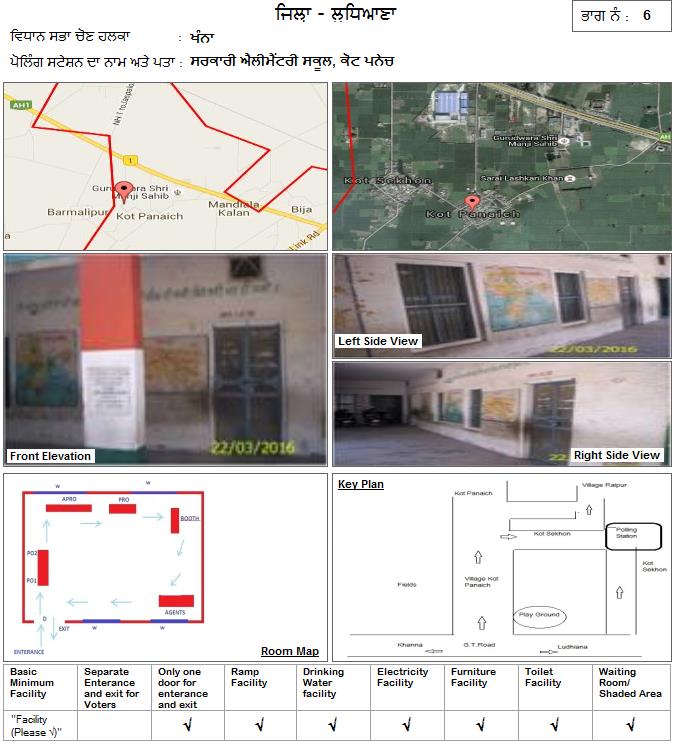 ਜਿਲਾ - ਲੁਧਿਆਣਾ
ਭਾਗ ਨੰ : 6
ਵਿਧਾਨ ਸਭਾ ਚੋਣ ਹਲਕਾ : ਖੰਨਾ
ਪੋਲਿੰਗ ਸਟੇਸ਼ਨ ਦਾ ਨਾਮ ਅਤੇ ਪਤਾ : ਸਰਕਾਰੀ ਐਲੀਮੈਂਟਰੀ ਸਕੂਲ, ਕੋਟ ਪਨੇਚ
AH1
NH 1 to
1
Gurudwara Shri
Manji Sahib
Barmalipur
Kot Panaich
Mandiala
Kalan
Bija
a
Link Rd
Gurudwara Shri
Manji Sahib
AH
Kot Sekhon
Sarai Lashkari Khan
Kot Panaich
22/03/2016
Front Elevation
22/03/2016
Left Side View
22/03/2016
Right Side View
W W
APRO PRO
BOOTH
PO2
PO1
AGENTS
D
EXIT W W
ENTERANCE
Room Map
Key Plan
Village Raipur
Kot Panaich
Kot Sekhon
Polling
Station
Kot
Sekhon
Fields
Village Kot
Panaich
Play Ground
Khanna G.T.Road Ludhiana
Basic Minimum Facility
Separate Enterance and exit for Voters
Only one door for enterance and exit
Ramp Facility
Drinking Water facility
Electricity Facility
Furniture Facility
Toilet Facility
Waiting Room/ Shaded Area
"Facility (Please √)" √ √ √ √ √ √ √